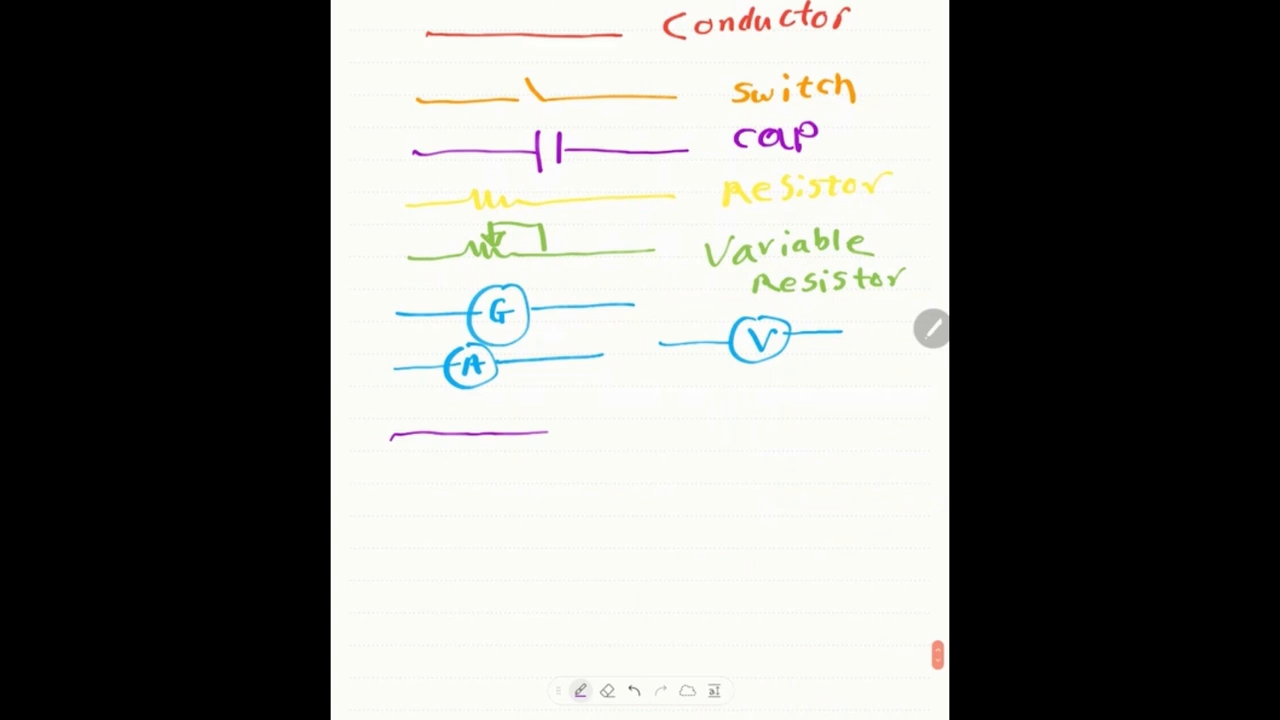 Conductor
Switch
Cap
Resistor
Variable
Resistor
G
V
A